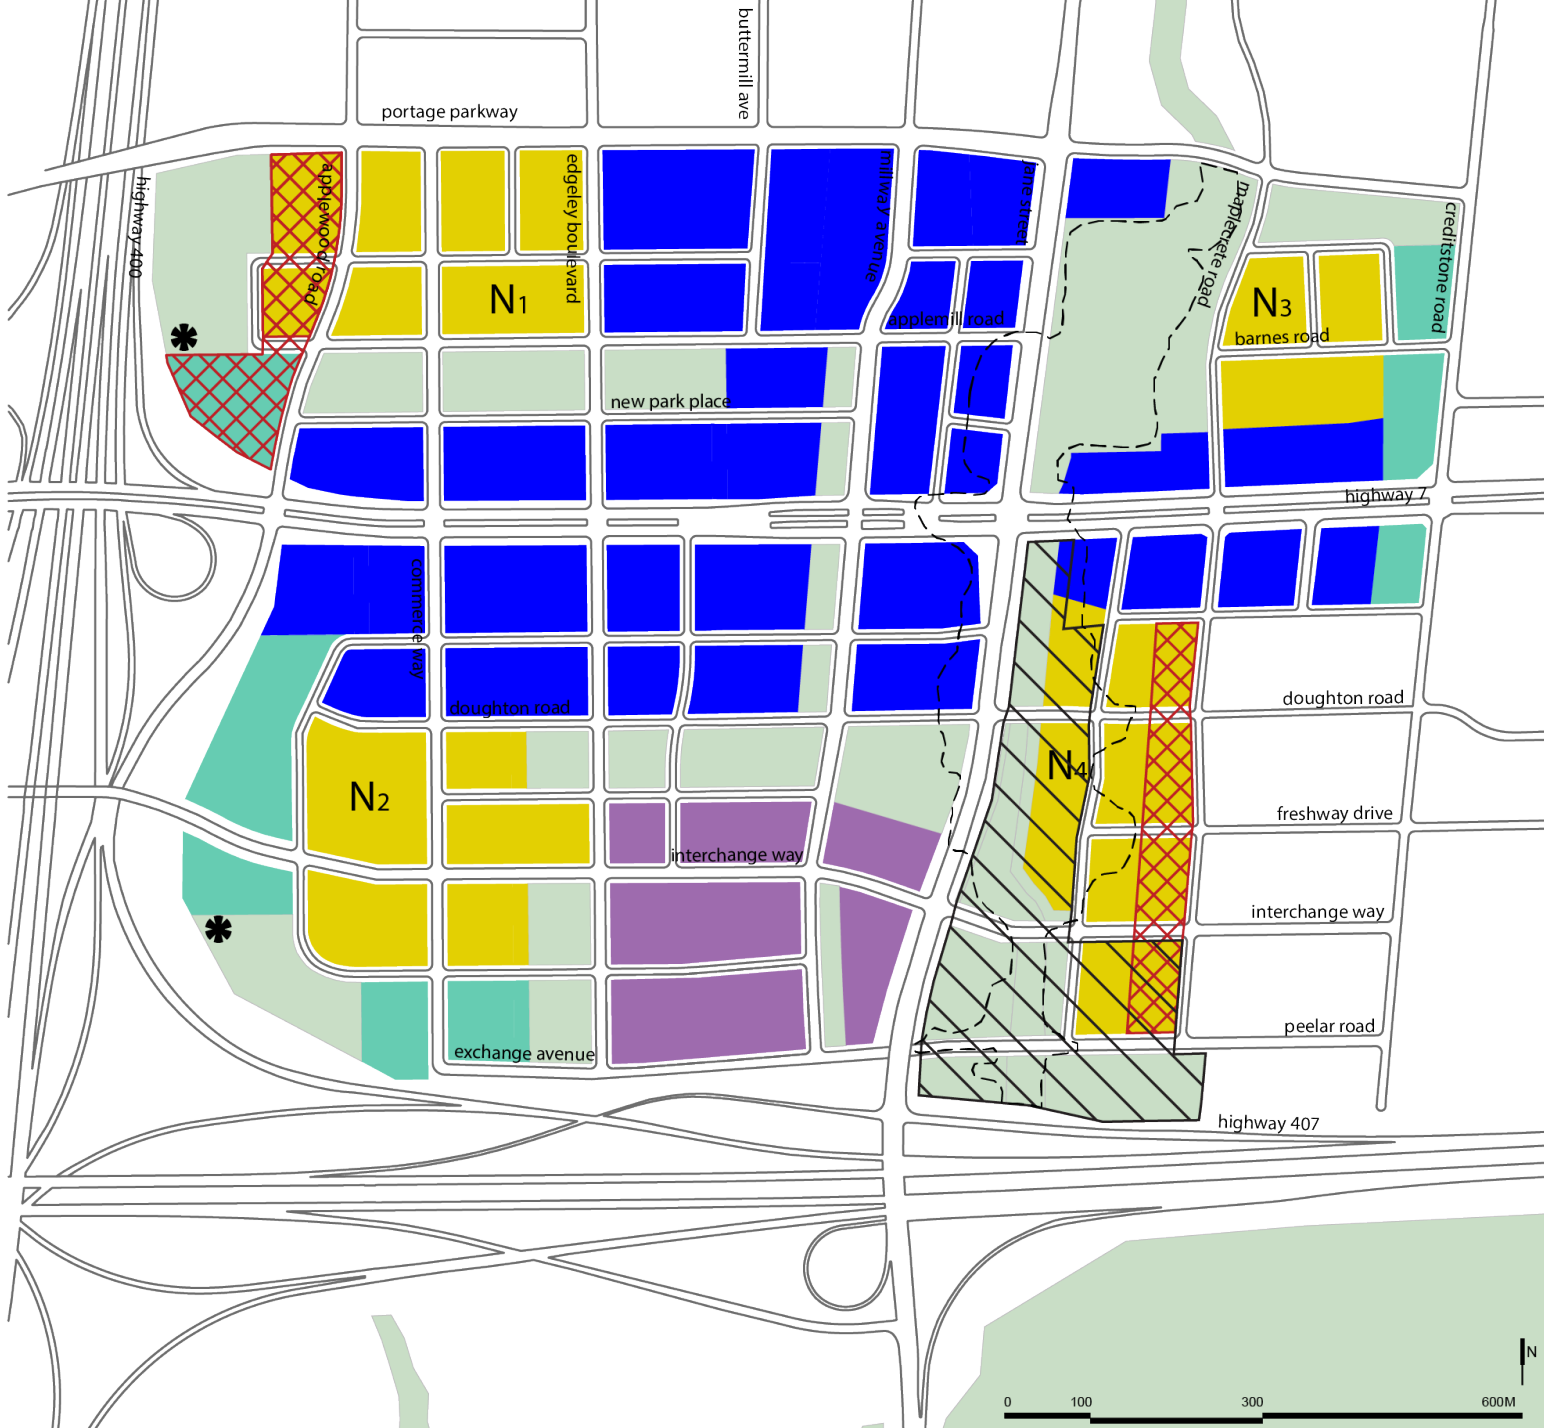 buttermill ave
portage parkway
highway 400
applewood road
edgeley boulevard
millway avenue
jane street
maplecrete road
creditstone road
N1
N3
applemill road
barnes road
new park place
highway 7
commerce way
doughton road
doughton road
N4
N2
freshway drive
interchange way
interchange way
peelar road
exchange avenue
highway 407
N
0 100 300 600M